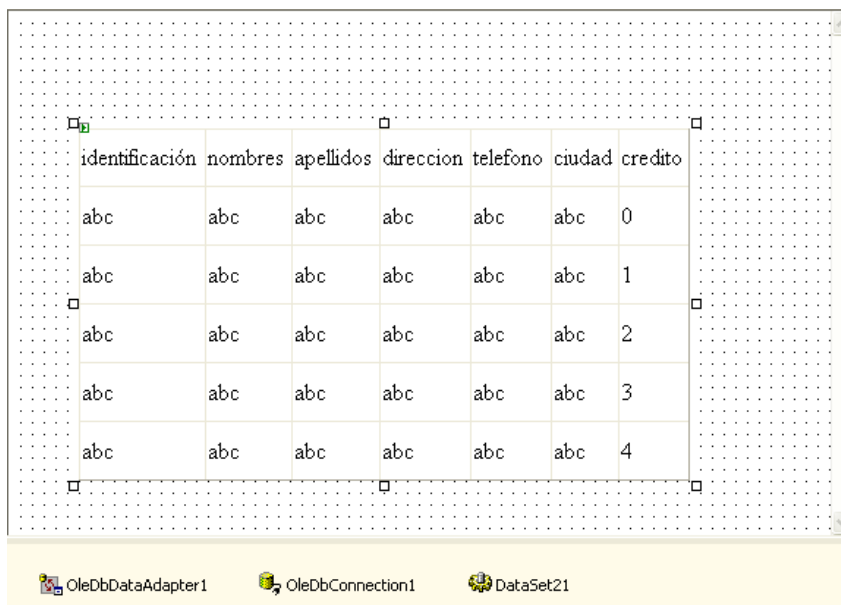 identificación nombres apellidos direccion telefono ciudad credito
abc abc abc abc abc abc 0
abc abc abc abc abc abc 1
abc abc abc abc abc abc 2
abc abc abc abc abc abc 3
abc abc abc abc abc abc 4
OleDbDataAdapter1 OleDbConnection1 DataSet21